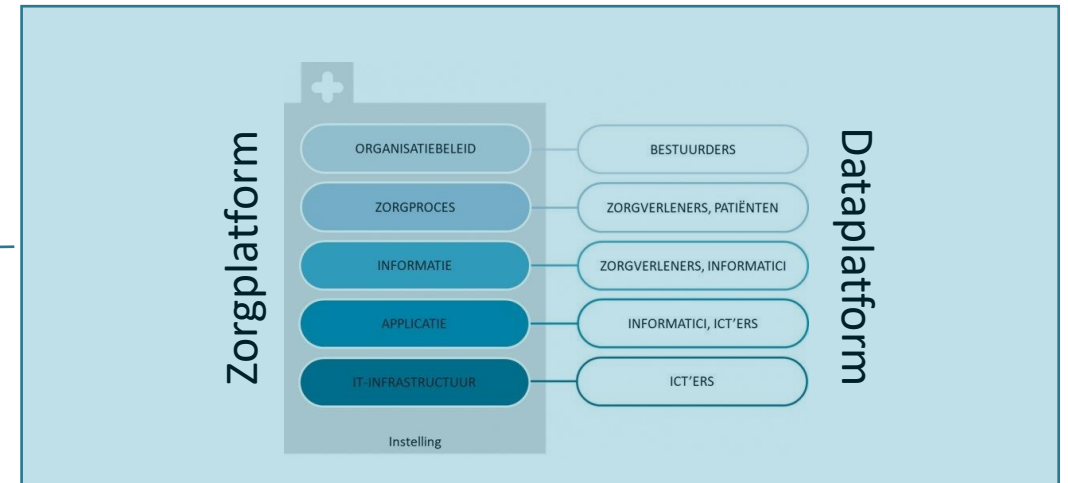 Zorgplatform
ORGANISATIEBELEID
BESTUURDERS
ZORGPROCES
ZORGVERLENERS, PATIËNTEN
INFORMATIE
ZORGVERLENERS, INFORMATICI
APPLICATIE
INFORMATICI, ICT'ERS
IT-INFRASTRUCTUUR
ICT'ERS
Instelling
Dataplatform